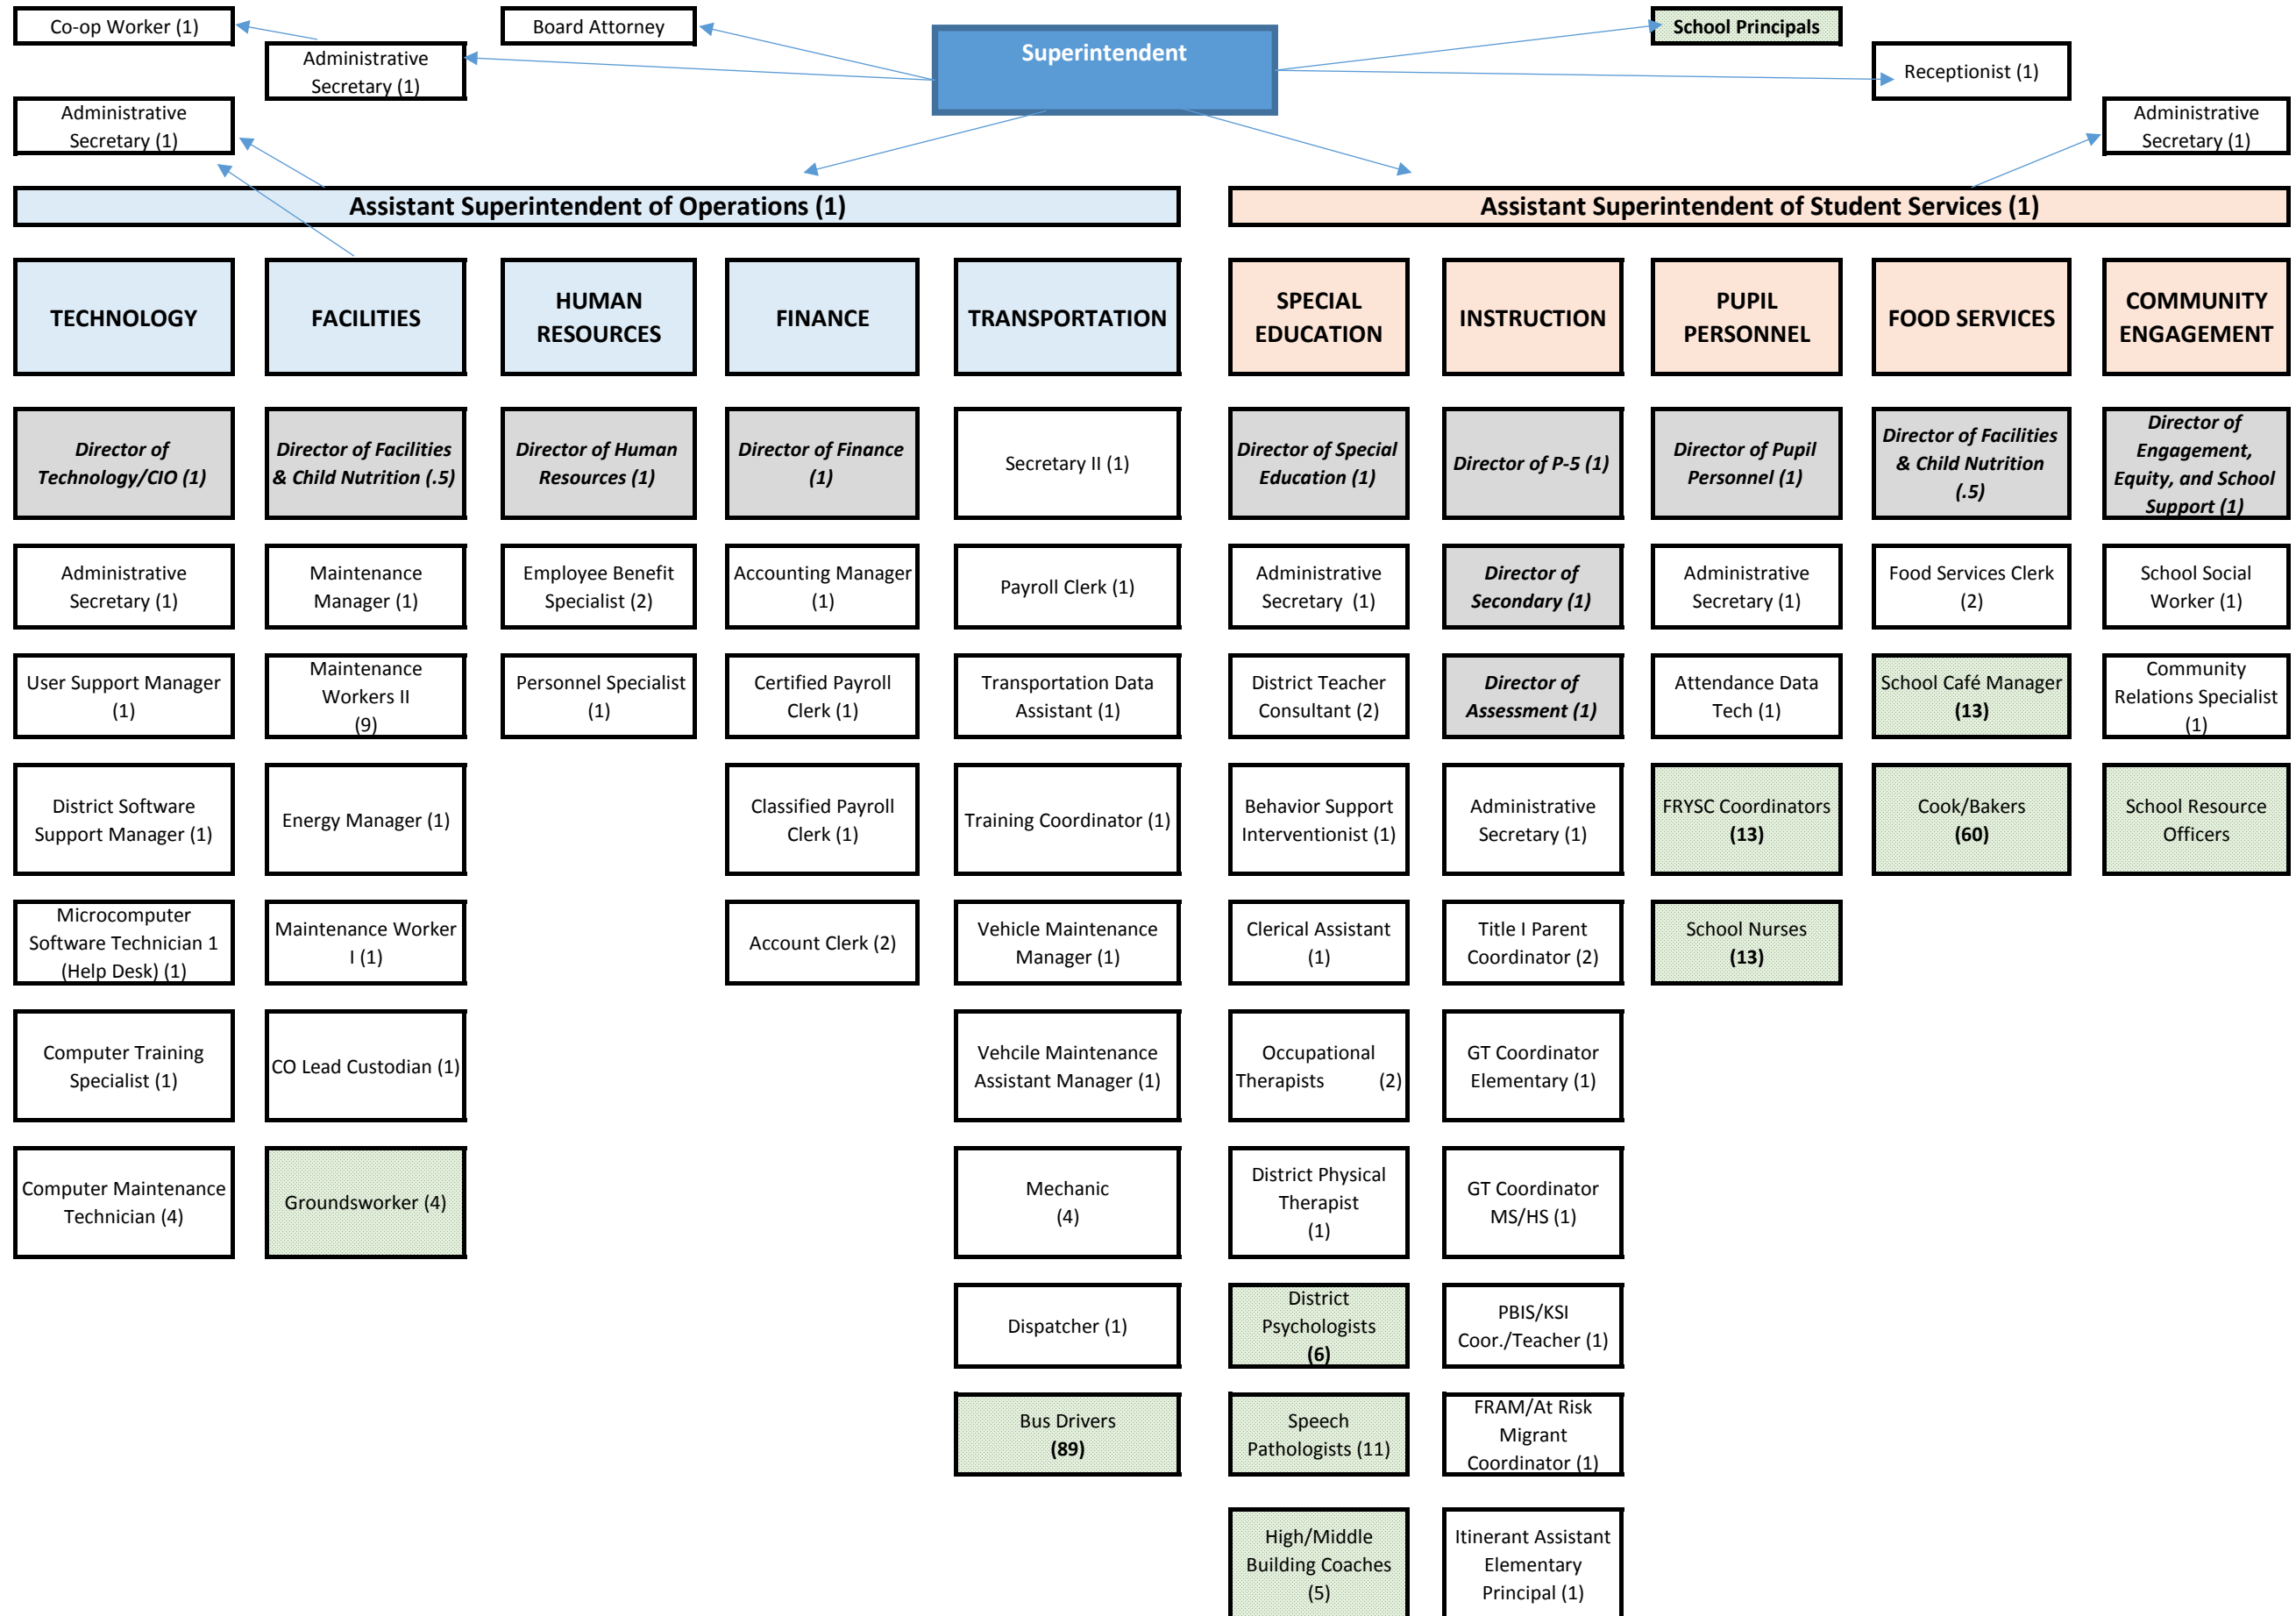 Co-op Worker (1)
Board Attorney
Superintendent
School Principals
Administrative
Secretary (1)
Receptionist (1)
Administrative
Secretary (1)
Administrative
Secretary (1)
Assistant Superintendent of Operations (1)
Assistant Superintendent of Student Services (1)
TECHNOLOGY
FACILITIES
HUMAN
RESOURCES
FINANCE
TRANSPORTATION
SPECIAL
EDUCATION
INSTRUCTION
PUPIL
PERSONNEL
FOOD SERVICES
COMMUNITY
ENGAGEMENT
Director of
Technology/CIO (1)
Director of Facilities
& Child Nutrition (.5)
Director of Human
Resources (1)
Director of Finance
(1)
Secretary II (1)
Director of Special
Education (1)
Director of P-5 (1)
Director of Pupil
Personnel (1)
Director of Facilities
& Child Nutrition
(.5)
Director of
Engagement,
Equity, and School
Support (1)
Administrative
Secretary (1)
Maintenance
Manager (1)
Employee Benefit
Specialist (2)
Accounting Manager
(1)
Payroll Clerk (1)
Administrative
Secretary (1)
Director of
Secondary (1)
Administrative
Secretary (1)
Food Services Clerk
(2)
School Social
Worker (1)
User Support Manager
(1)
Maintenance
Workers II
(9)
Personnel Specialist
(1)
Certified Payroll
Clerk (1)
Transportation Data
Assistant (1)
District Teacher
Consultant (2)
Director of
Assessment (1)
Attendance Data
Tech (1)
School Café Manager
(13)
Community
Relations Specialist
(1)
District Software
Support Manager (1)
Energy Manager (1)
Classified Payroll
Clerk (1)
Training Coordinator (1)
Behavior Support
Interventionist (1)
Administrative
Secretary (1)
FRYSC Coordinators
(13)
Cook/Bakers
(60)
School Resource
Officers
Microcomputer
Software Technician 1
(Help Desk) (1)
Maintenance Worker
I (1)
Account Clerk (2)
Vehicle Maintenance
Manager (1)
Clerical Assistant
(1)
Title I Parent
Coordinator (2)
School Nurses
(13)
Computer Training
Specialist (1)
CO Lead Custodian (1)
Vehcile Maintenance
Assistant Manager (1)
Occupational
Therapists (2)
GT Coordinator
Elementary (1)
Computer Maintenance
Technician (4)
Groundsworker (4)
Mechanic
(4)
District Physical
Therapist
(1)
GT Coordinator
MS/HS (1)
Dispatcher (1)
District
Psychologists
(6)
PBIS/KSI
Coor./Teacher (1)
Bus Drivers
(89)
Speech
Pathologists (11)
FRAM/At Risk
Migrant
Coordinator (1)
High/Middle
Building Coaches
(5)
Itinerant Assistant
Elementary
Principal (1)